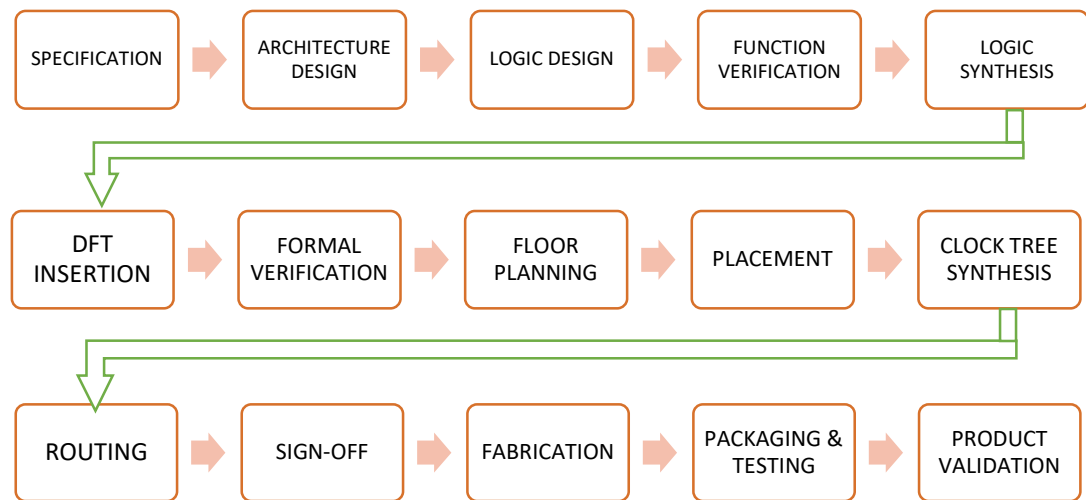 SPECIFICATION
ARCHITECTURE
DESIGN
LOGIC DESIGN
FUNCTION
VERIFICATION
LOGIC
SYNTHESIS
DFT
INSERTION
FORMAL
VERIFICATION
FLOOR
PLANNING
PLACEMENT
CLOCK TREE
SYNTHESIS
ROUTING
SIGN-OFF
FABRICATION
PACKAGING &
TESTING
PRODUCT
VALIDATION